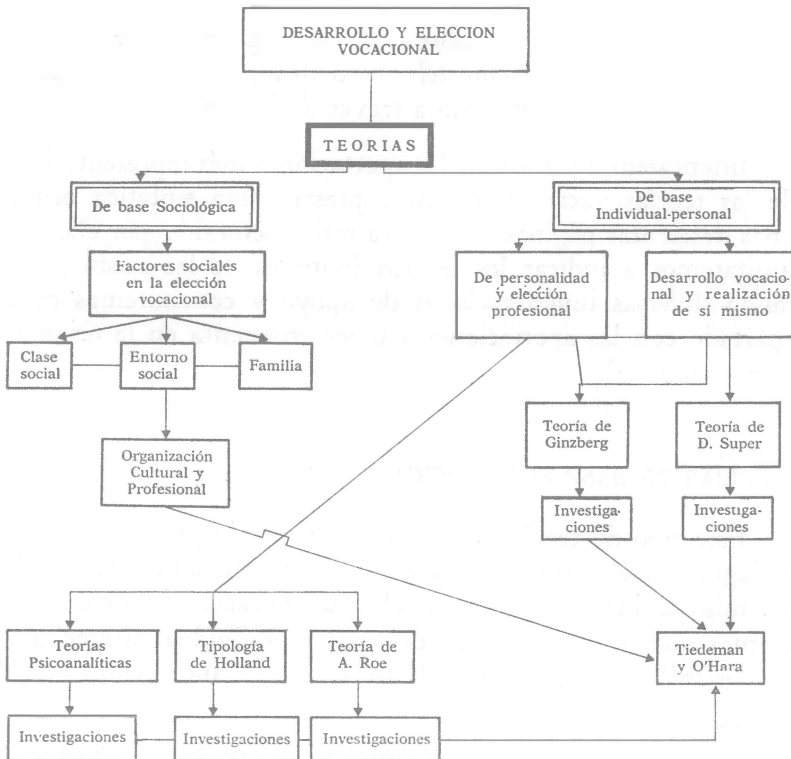 DESARROLLO Y ELECCION
VOCACIONAL
TEORIAS
De base Sociológica
De base
Individual-personal
Factores sociales
en la elección
vocacional
De personalidad
y elección
profesional
Desarrollo vocacio-
nal y realización
de sí mismo
Clase
social
Entorno
social
Familia
Organización
Cultural y
Profesional
Teoría de
Ginzberg
Teoría de
D. Super
Investiga-
ciones
Investiga-
ciones
Teorías
Psicoanalíticas
Tipología
de Holland
Teoría de
A. Roe
Tiedeman
y O'Hara
Investigaciones
Investigaciones
Investigaciones